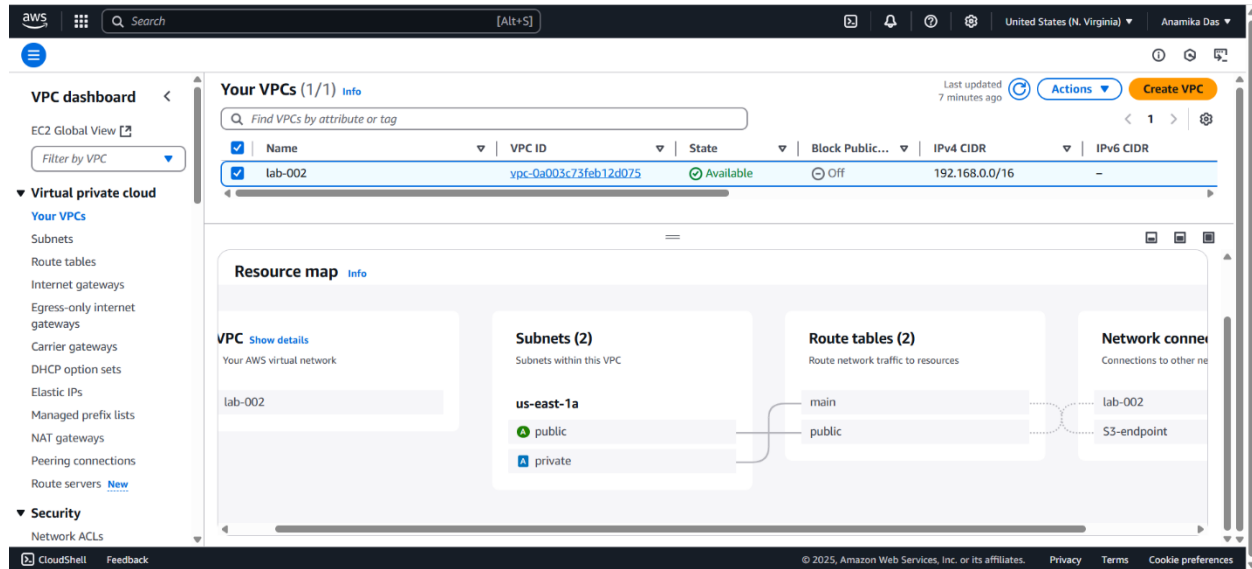 aws
Search
[Alt+S]
United States (N. Virginia)
Anamika Das
VPC dashboard
EC2 Global View
Filter by VPC
Virtual private cloud
Your VPCs
Subnets
Route tables
Internet gateways
Egress-only internet
gateways
Carrier gateways
DHCP option sets
Elastic IPs
Managed prefix lists
NAT gateways
Peering connections
Route servers New
Security
Network ACLs
Your VPCs (1/1) Info
Last updated
7 minutes ago
Actions
Create VPC
Find VPCs by attribute or tag
1
Name VPC ID State Block Public... IPv4 CIDR IPv6 CIDR
lab-002 vpc-0a003c73feb12d075 Available Off 192.168.0.0/16 –
Resource map Info
VPC Show details
Your AWS virtual network
lab-002
Subnets (2)
Subnets within this VPC
us-east-1a
A public
A private
Route tables (2)
Route network traffic to resources
main
public
Network connec
Connections to other ne
lab-002
S3-endpoint
CloudShell Feedback
© 2025, Amazon Web Services, Inc. or its affiliates. Privacy Terms Cookie preferences